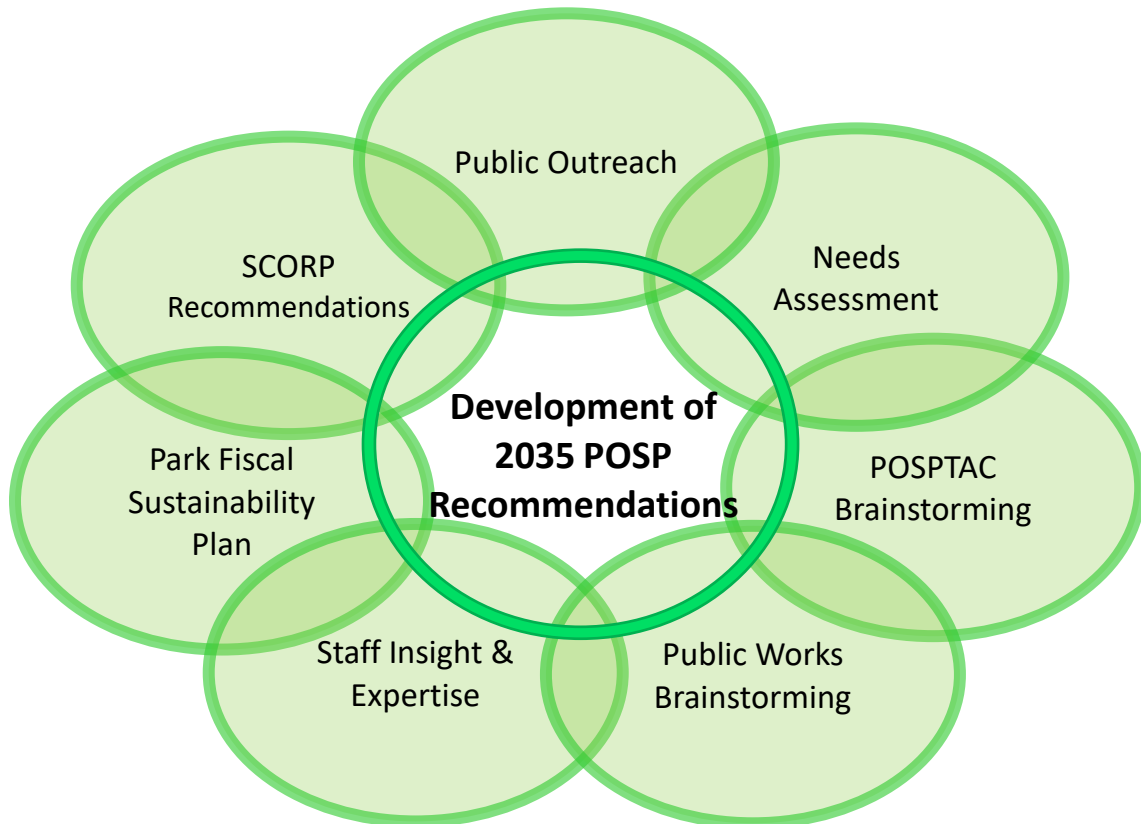 Public Outreach
Needs
Assessment
SCORP
Recommendations
Development of
2035 POSP
Recommendations
Park Fiscal
Sustainability
Plan
POSPTAC
Brainstorming
Staff Insight &
Expertise
Public Works
Brainstorming